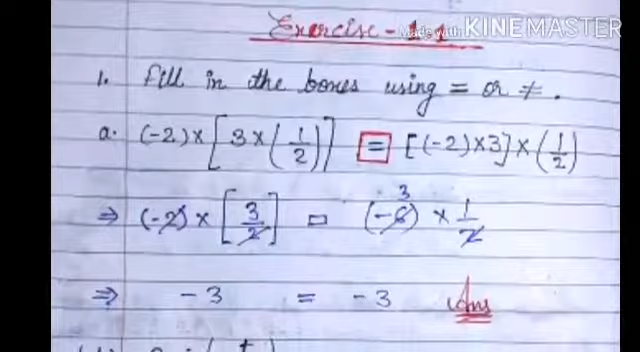 Exercise - 1.1
Made with KINEMASTER
1. Fill in the boxes using = or ≠.
a. (-2)×[3×(1/2)] = [(-2)×3]×(1/2)
⇒ (-2)×[3/2] □ (-6)×1/2
3
⇒ -3 = -3 Ans